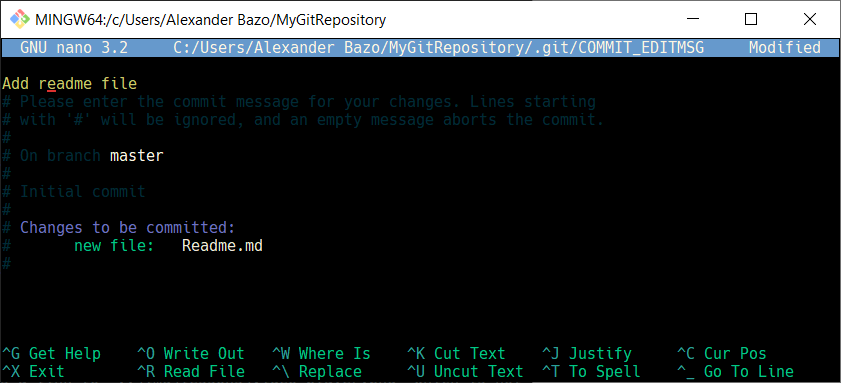 MINGW64:/c/Users/Alexander Bazo/MyGitRepository
GNU nano 3.2     C:/Users/Alexander Bazo/MyGitRepository/.git/COMMIT_EDITMSG     Modified
Add readme file
# Please enter the commit message for your changes. Lines starting
# with '#' will be ignored, and an empty message aborts the commit.
#
# On branch master
#
# Initial commit
#
# Changes to be committed:
#       new file:   Readme.md
#
^G Get Help    ^O Write Out   ^W Where Is    ^K Cut Text    ^J Justify     ^C Cur Pos
^X Exit        ^R Read File   ^\ Replace     ^U Uncut Text  ^T To Spell    ^_ Go To Line